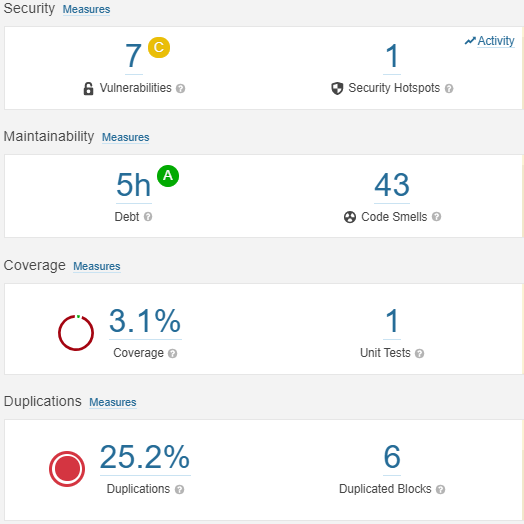 Security Measures
Activity
7 C 1
Vulnerabilities ? Security Hotspots ?
Maintainability Measures
5h A 43
Debt ? Code Smells ?
Coverage Measures
3.1% 1
Coverage ? Unit Tests ?
Duplications Measures
25.2% 6
Duplications ? Duplicated Blocks ?